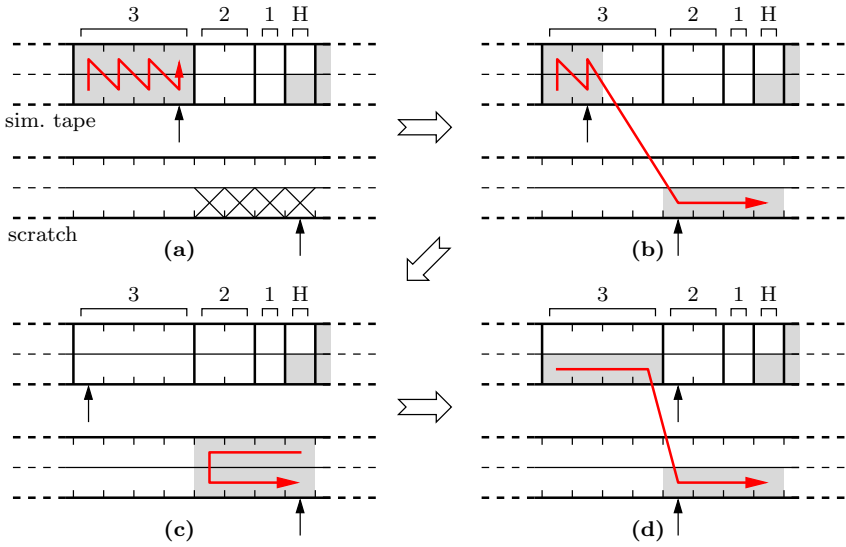 3 2 1 H 3 2 1 H
sim. tape
scratch
(a) (b)
3 2 1 H 3 2 1 H
(c) (d)